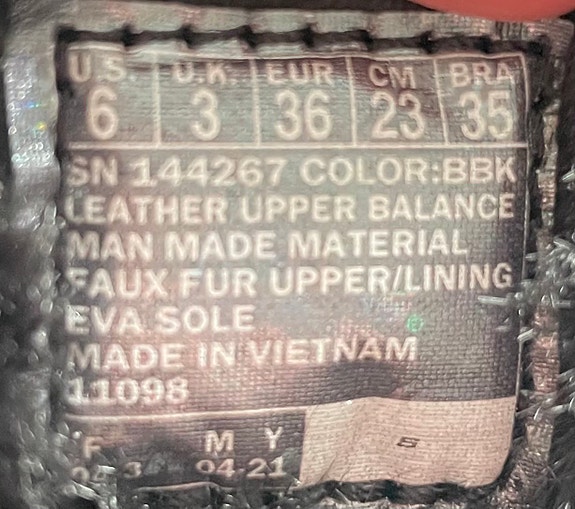 U.S. U.K. EUR CM BRA
6 3 36 23 35
SN 144267 COLOR:BBK
LEATHER UPPER BALANCE
MAN MADE MATERIAL
FAUX FUR UPPER/LINING
EVA SOLE
MADE IN VIETNAM
11098
F M Y
04-21